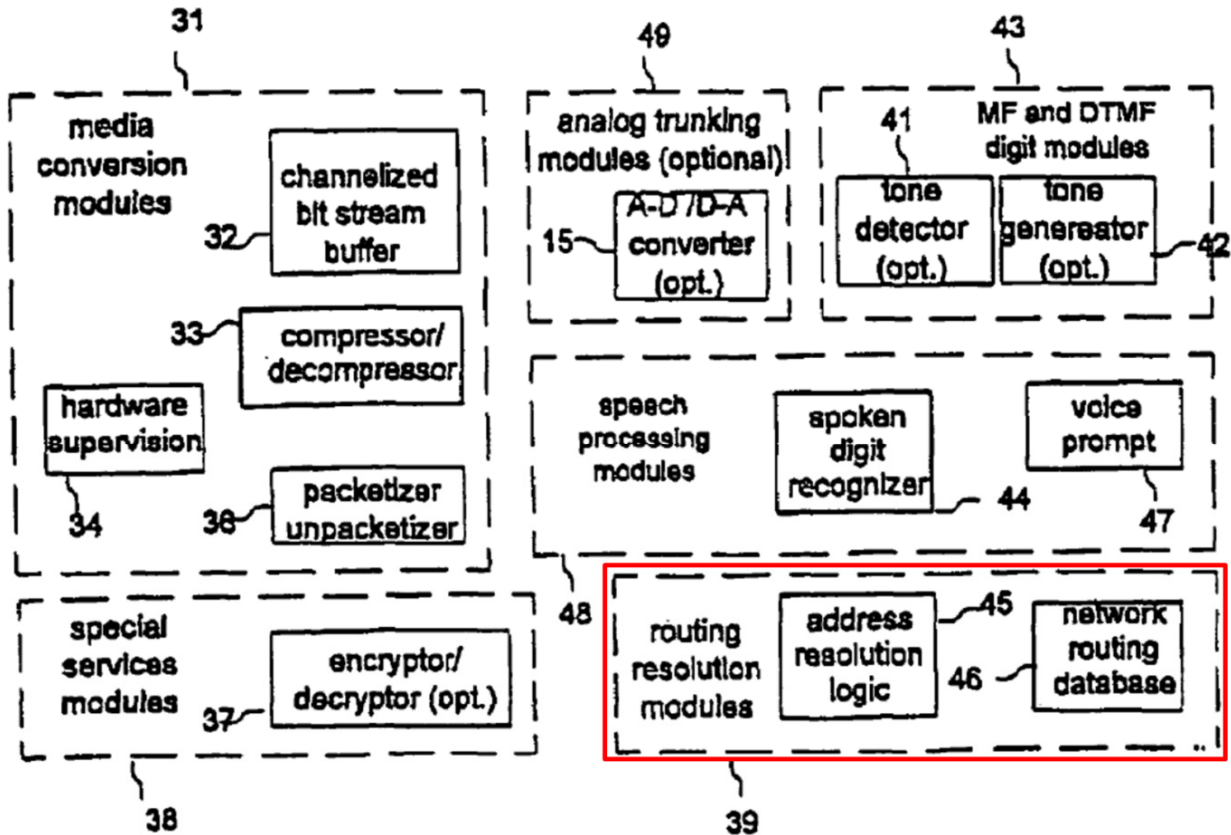 31
media
conversion
modules
channelized
bit stream
buffer
32
33
compressor/
decompressor
hardware
supervision
34
36
packetizer
unpacketizer
special
services
modules
encryptor/
decryptor (opt.)
37
38
49
analog trunking
modules (optional)
A-D /D-A
converter
(opt.)
15
43
MF and DTMF
digit modules
41
tone
detector
(opt.)
tone
genereator
(opt.)
42
speech
processing
modules
spoken
digit
recognizer
44
voice
prompt
47
48
routing
resolution
modules
address
resolution
logic
45
network
routing
database
46
39